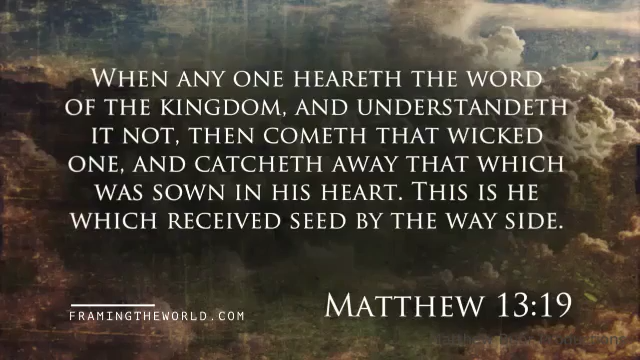 When any one heareth the word
of the kingdom, and understandeth
it not, then cometh that wicked
one, and catcheth away that which
was sown in his heart. This is he
which received seed by the way side.
Matthew 13:19
FRAMINGTHEWORLD.COM